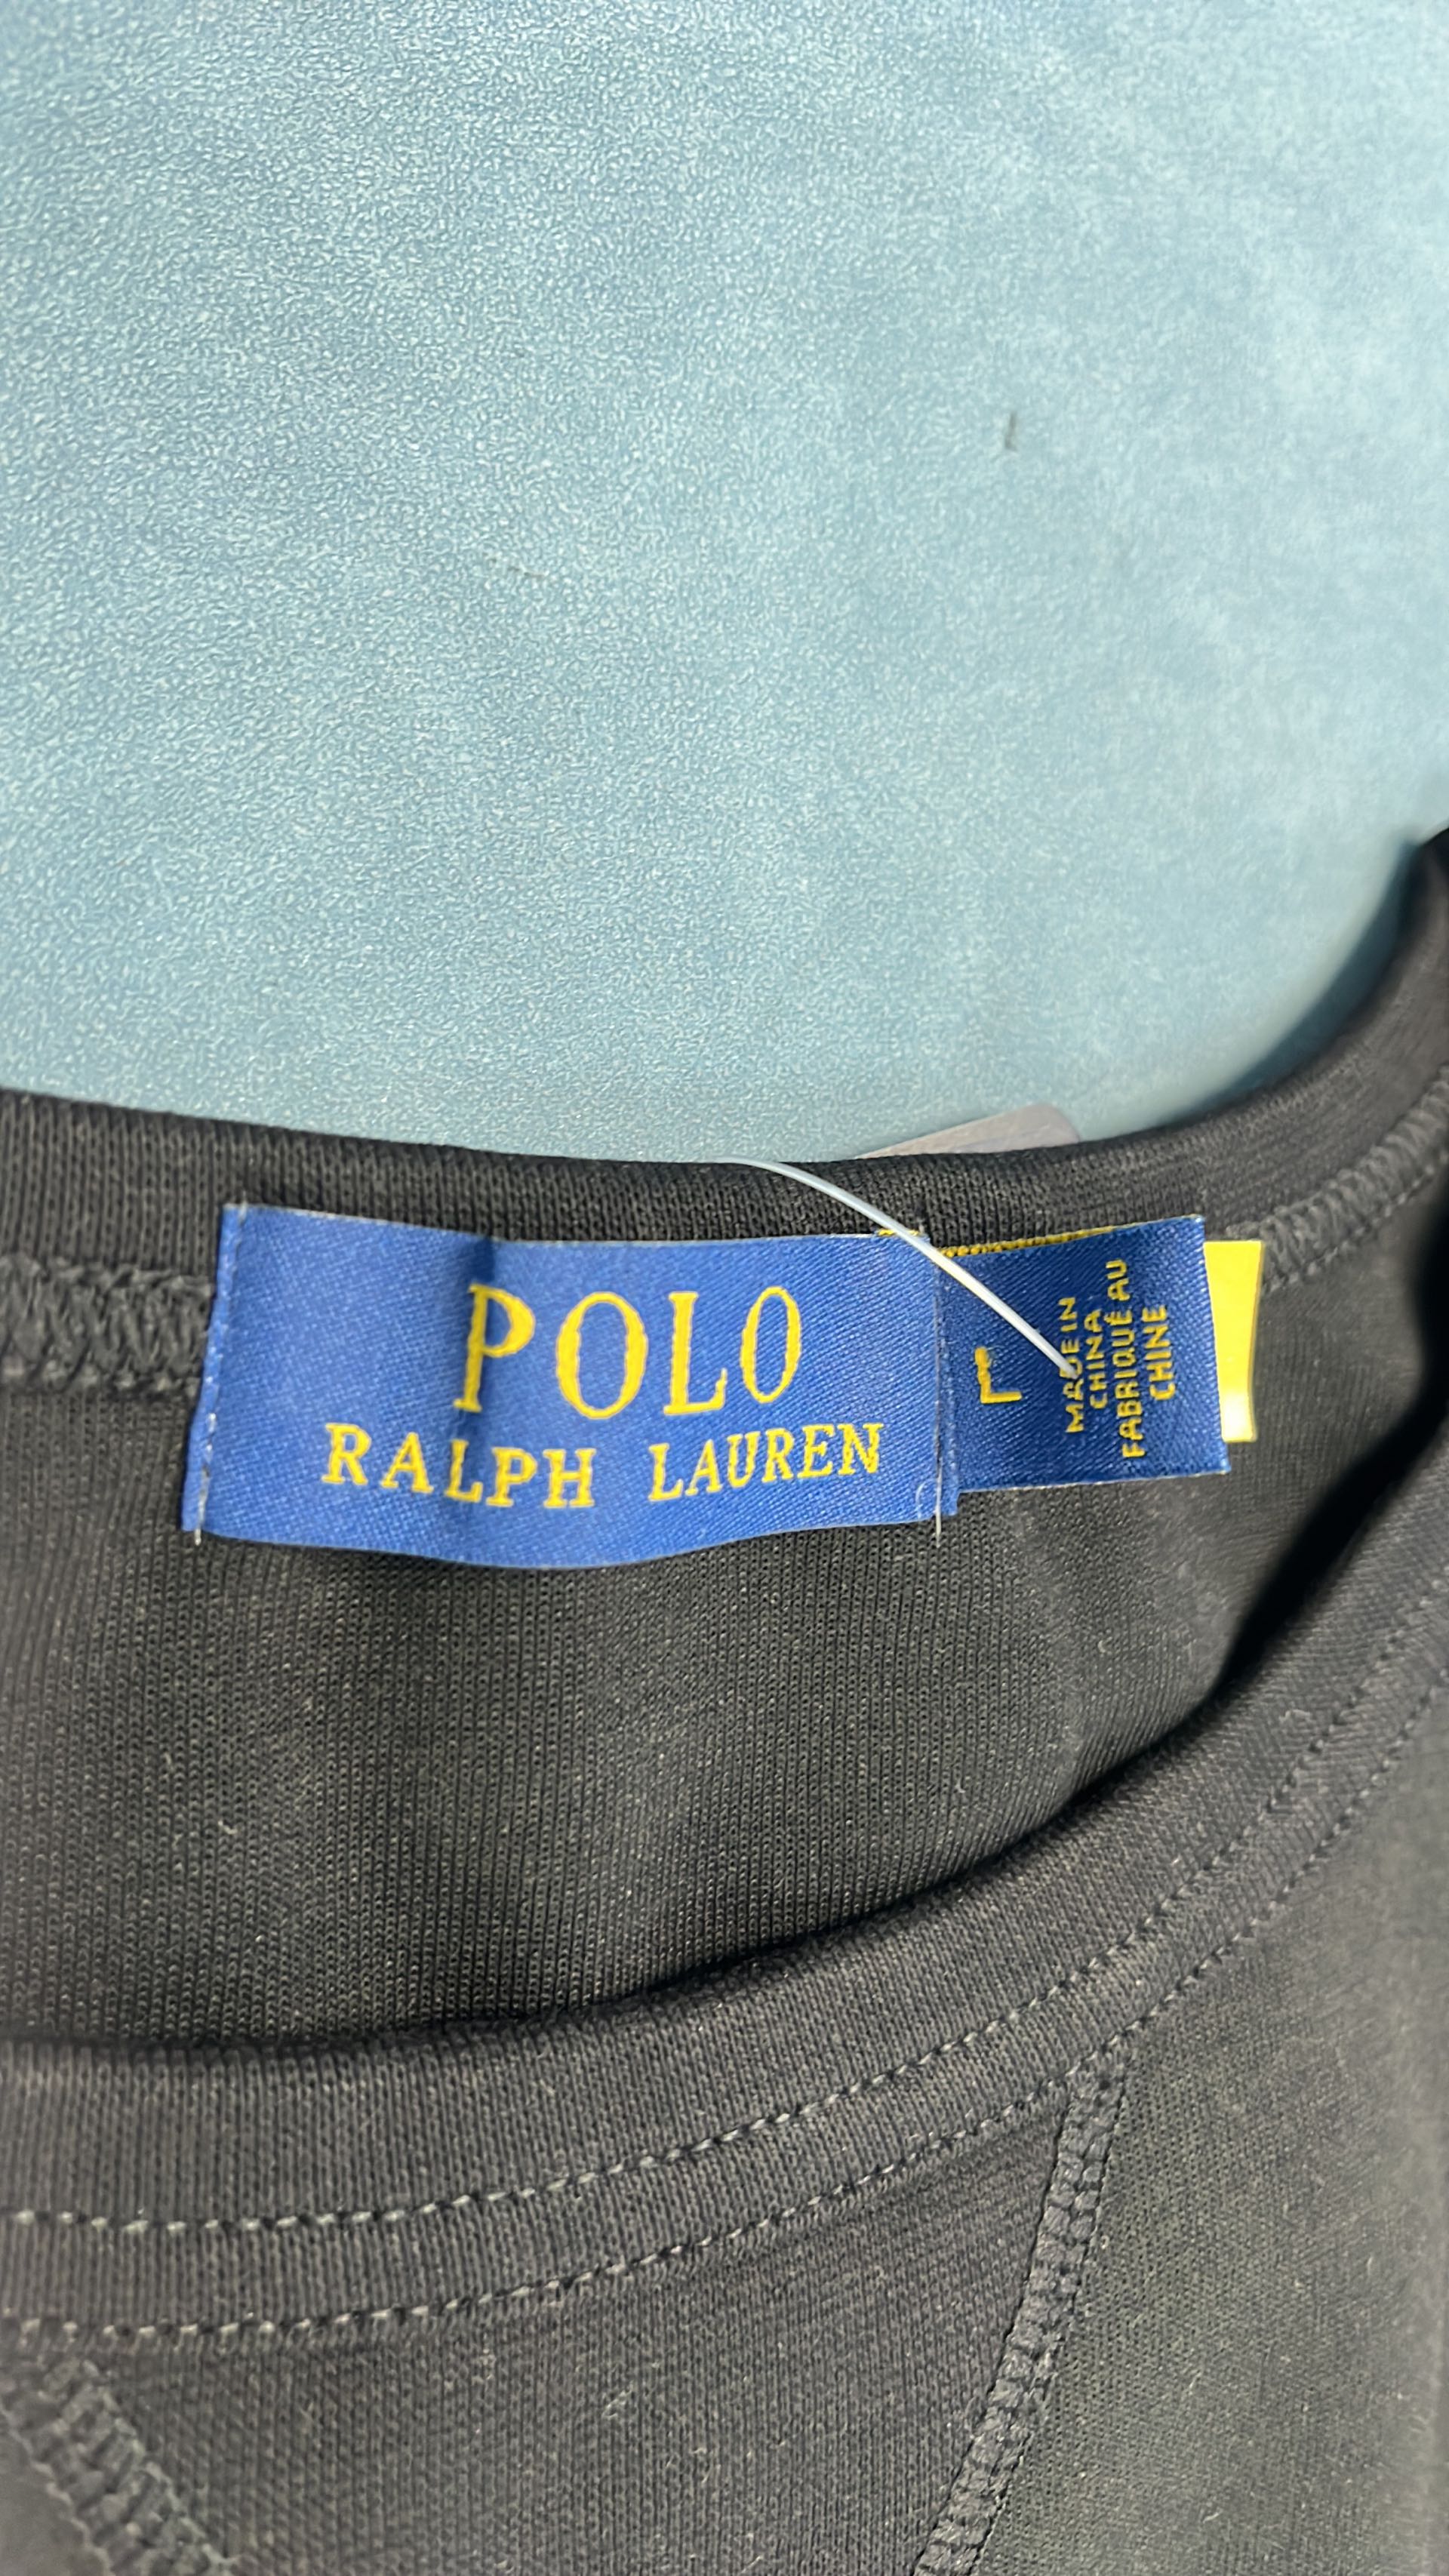 POLO
RALPH LAUREN
L
MADE IN
CHINA
FABRIQUÉ AU
CHINE